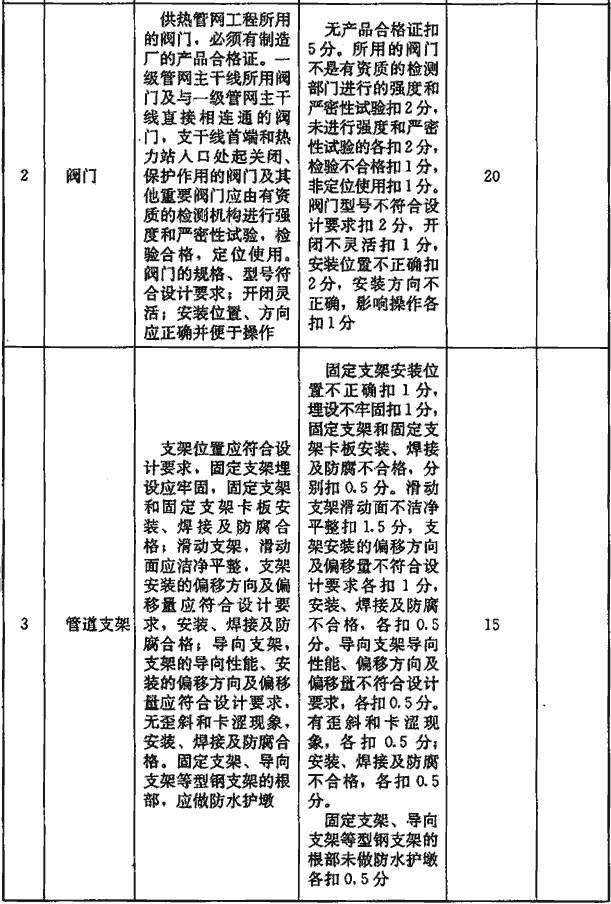 2
阀门
供热管网工程所用
的阀门，必须有制造
厂的产品合格证。一
级管网主干线所用阀
门及与一级管网主干
线直接相连通的阀
门，支干线首端和热
力站人口处起关闭、
保护作用的阀门及其
他重要阀门应由有资
质的检测机构进行强
度和严密性试验，检
验合格，定位使用。
阀门的规格、型号符
合设计要求；开闭灵
活；安装位置、方向
应正确并便于操作
无产品合格证扣
5分。所用的阀门
不是有资质的检测
部门进行的强度和
严密性试验扣2分，
未进行强度和严密
性试验的各扣2分，
检验不合格扣1分，
非定位使用扣1分。
阀门型号不符合设
计要求扣2分，开
闭不灵活扣1分，
安装位置不正确扣
2分，安装方向不
正确，影响操作各
扣1分
20
3
管道支架
支架位置应符合设
计要求，固定支架埋
设应牢固，固定支架
和固定支架卡板安
装、焊接及防腐合
格；滑动支架，滑动
面应洁净平整，支架
安装的偏移方向及偏
移量应符合设计要
求，安装、焊接及防
腐合格；导向支架，
支架的导向性能、安
装的偏移方向及偏移
量应符合设计要求，
无歪斜和卡涩现象，
安装、焊接及防腐合
格。固定支架、导向
支架等型钢支架的根
部，应做防水护墩
固定支架安装位
置不正确扣1分，
埋设不牢固扣1分，
固定支架和固定支
架卡板安装、焊接
及防腐不合格，分
别扣0.5分。滑动
支架滑动面不洁净
平整扣1.5分，支
架安装的偏移方向
及偏移量不符合设
计要求各扣1分，
安装、焊接及防腐
不合格，各扣0.5
分。导向支架导向
性能、偏移方向及
偏移量不符合设计
要求，各扣0.5分。
有歪斜和卡涩现
象，各扣0.5分；
安装、焊接及防腐
不合格，各扣0.5
分。
固定支架、导向
支架等型钢支架的
根部未做防水护墩
各扣0.5分
15